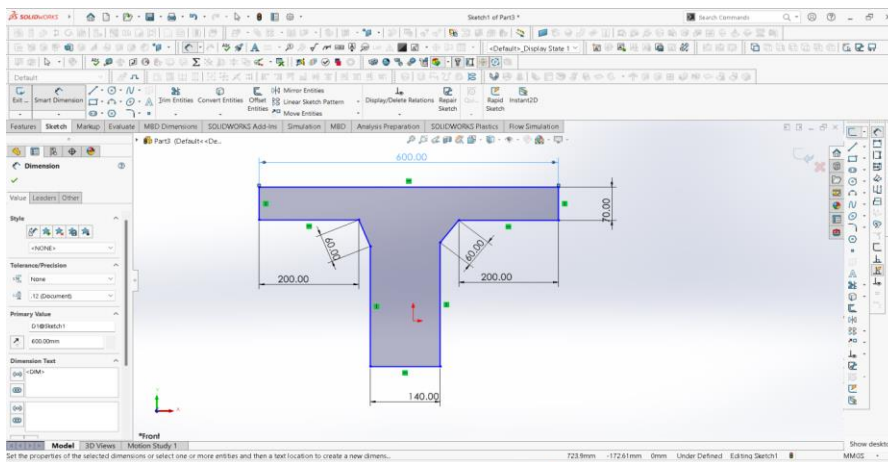 SOLIDWORKS
Sketch1 of Part3 *
Search Commands
<Default>_Display State 1
Default
Exit ... Smart Dimension
Trim Entities Convert Entities Offset Entities
Mirror Entities
Linear Sketch Pattern
Move Entities
Display/Delete Relations Repair Sketch
Rapid Sketch Instant2D
Features Sketch Markup Evaluate MBD Dimensions SOLIDWORKS Add-Ins Simulation MBD Analysis Preparation SOLIDWORKS Plastics Flow Simulation
Part3 (Default<<De...
Dimension
Value Leaders Other
Style
<NONE>
Tolerance/Precision
None
.12 (Document)
Primary Value
D1@Sketch1
600.00mm
Dimension Text
<DIM>
600.00
70.00
60.00
60.00
200.00
200.00
140.00
*Front
Model 3D Views Motion Study 1
Show deskto
Set the properties of the selected dimensions or select one or more entities and then a text location to create a new dimens..
723.9mm -172.61mm 0mm Under Defined Editing Sketch1
MMGS